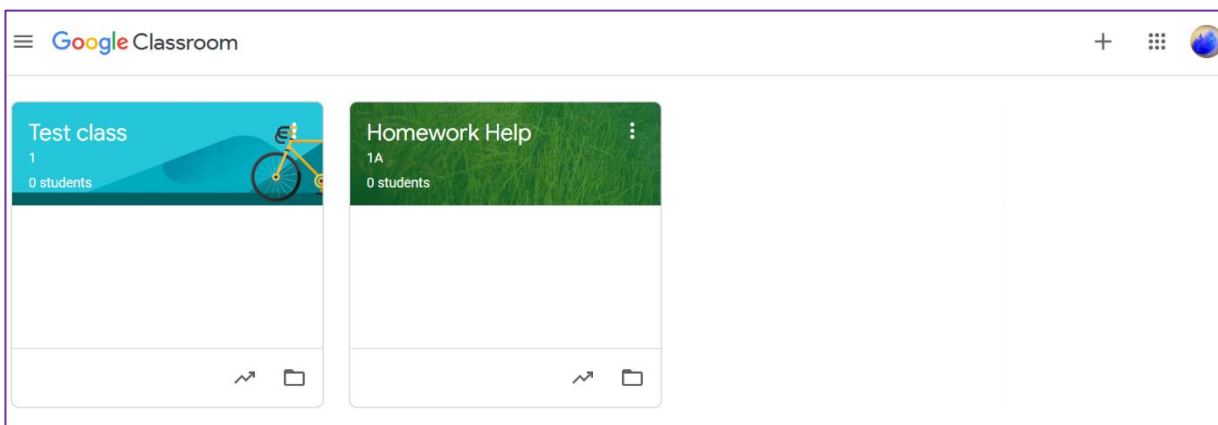 Google Classroom
Test class
1
0 students
Homework Help
1A
0 students